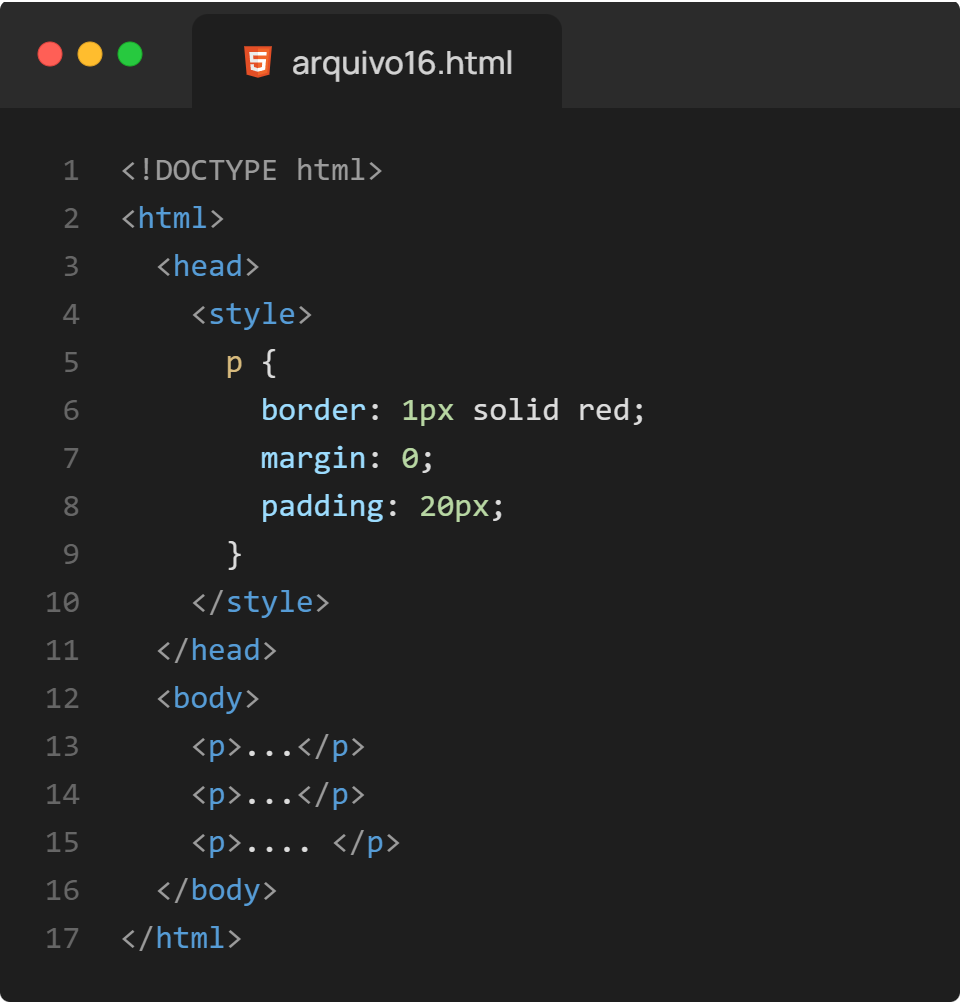 arquivo16.html
1 <!DOCTYPE html>
2 <html>
3   <head>
4     <style>
5       p {
6         border: 1px solid red;
7         margin: 0;
8         padding: 20px;
9       }
10     </style>
11   </head>
12   <body>
13     <p>...</p>
14     <p>...</p>
15     <p>.... </p>
16   </body>
17 </html>